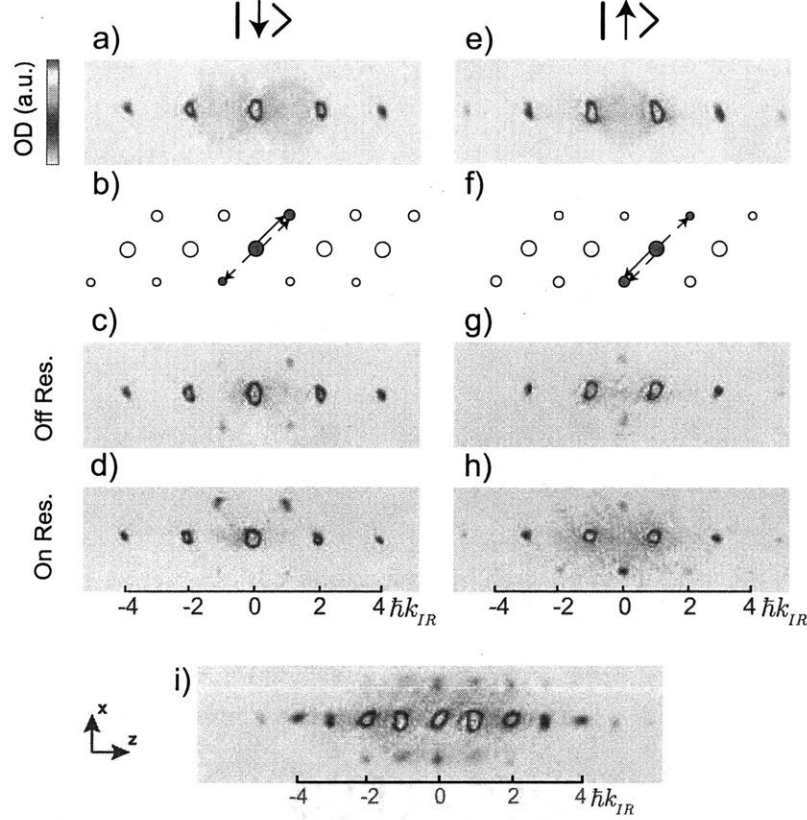 |↓⟩ |↑⟩
a) e)
OD (a.u.)
b) f)
c) g)
Off Res.
d) h)
On Res.
-4 -2 0 2 4 ℏk_IR -4 -2 0 2 4 ℏk_IR
i)
x
z
-4 -2 0 2 4 ℏk_IR